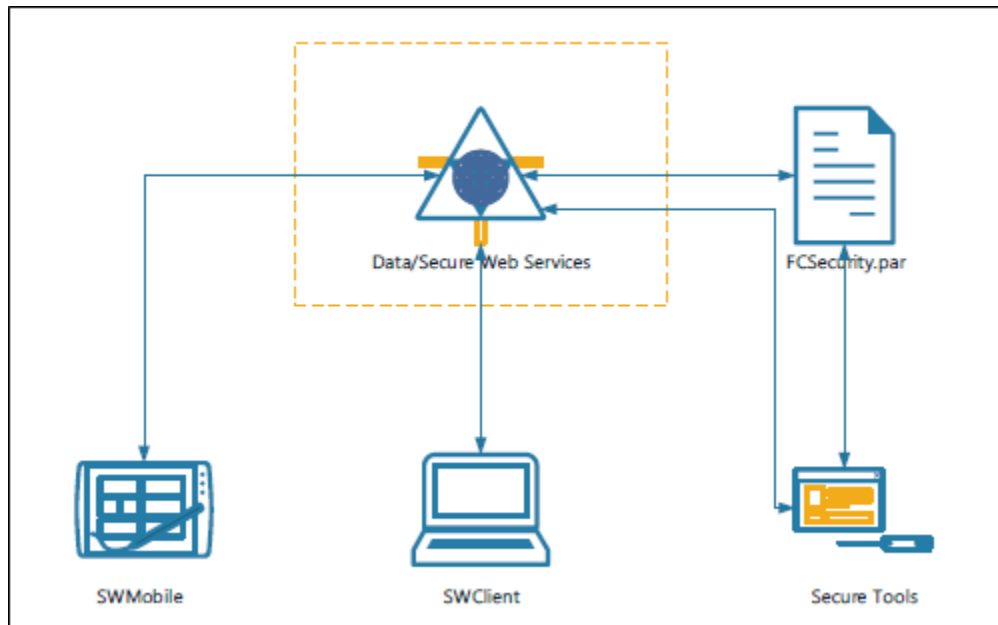 Data/Secure Web Services
FCSecurity.par
SWMobile
SWClient
Secure Tools